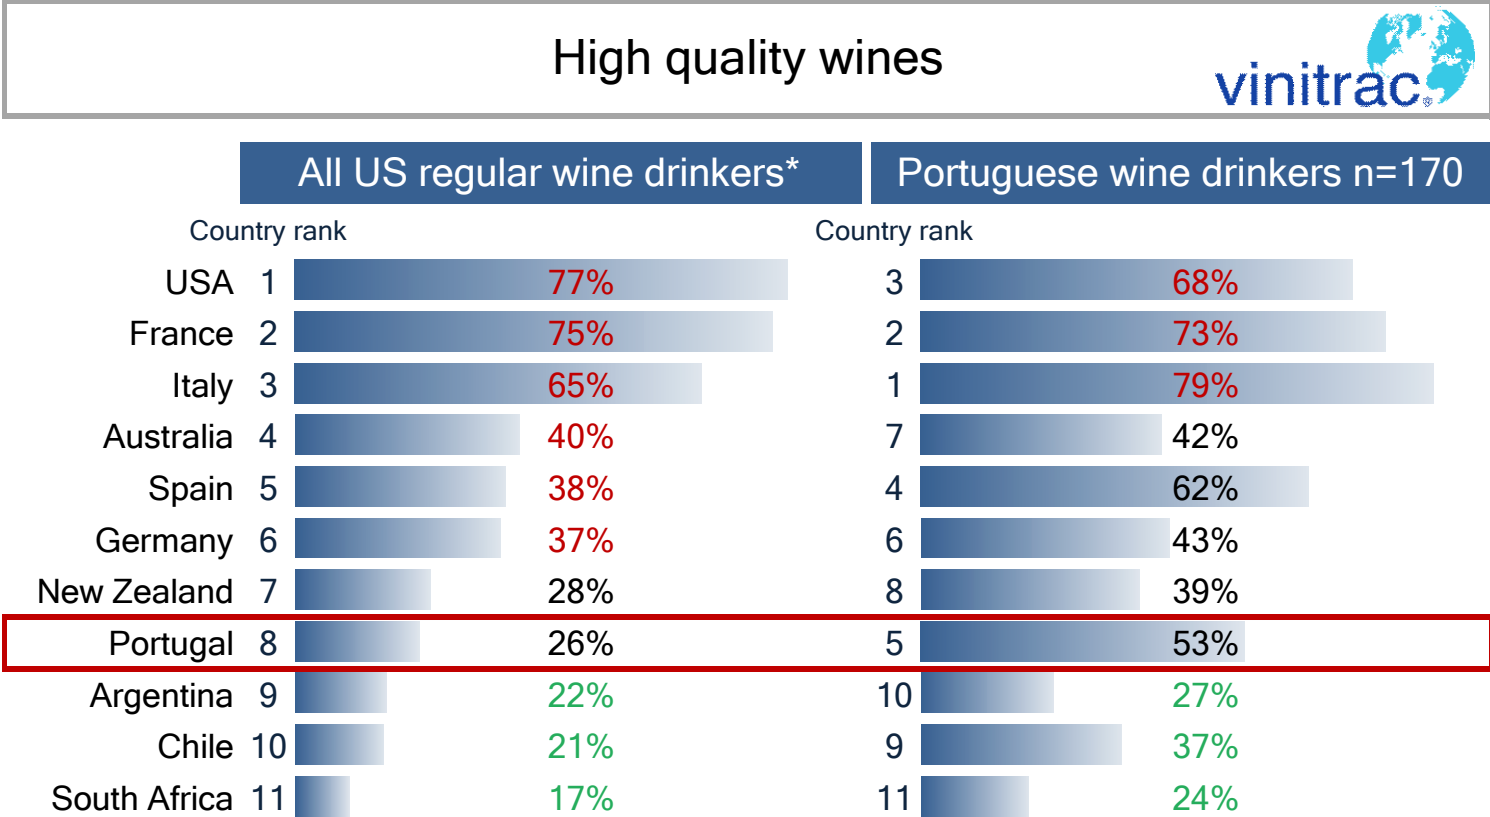 High quality wines
vinitrac®
All US regular wine drinkers* Portuguese wine drinkers n=170
Country rank Country rank
USA 1 77% 3 68%
France 2 75% 2 73%
Italy 3 65% 1 79%
Australia 4 40% 7 42%
Spain 5 38% 4 62%
Germany 6 37% 6 43%
New Zealand 7 28% 8 39%
Portugal 8 26% 5 53%
Argentina 9 22% 10 27%
Chile 10 21% 9 37%
South Africa 11 17% 11 24%